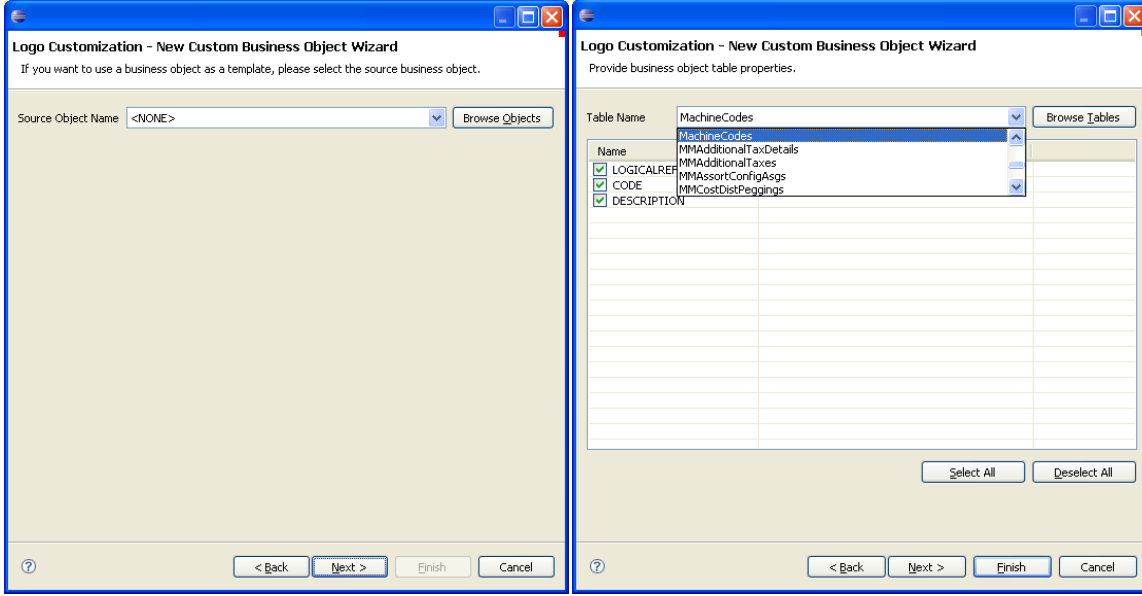 Logo Customization - New Custom Business Object Wizard
If you want to use a business object as a template, please select the source business object.
Source Object Name <NONE> Browse Objects
< Back Next > Finish Cancel
Logo Customization - New Custom Business Object Wizard
Provide business object table properties.
Table Name MachineCodes Browse Tables
MachineCodes
MMAdditionalTaxDetails
MMAdditionalTaxes
MMAssortConfigAsgs
MMCostDistPeggings
Name
LOGICALREF
CODE
DESCRIPTION
Select All Deselect All
< Back Next > Finish Cancel